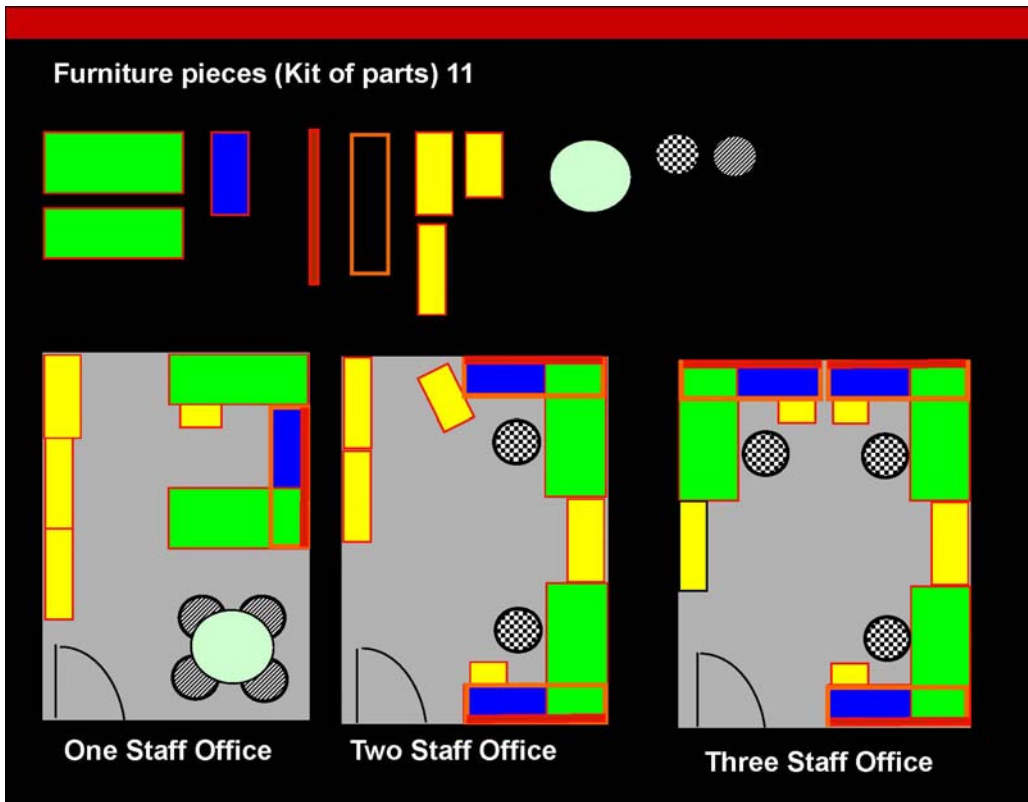 Furniture pieces (Kit of parts) 11
One Staff Office
Two Staff Office
Three Staff Office